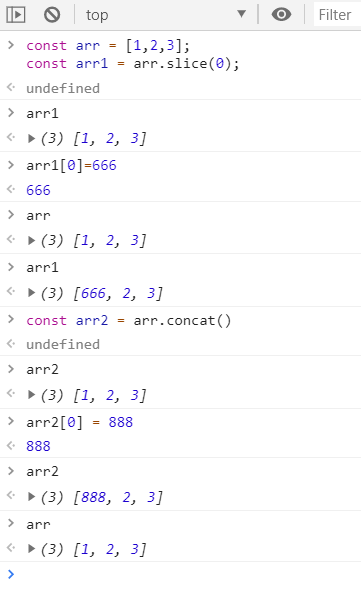 top
Filter
const arr = [1,2,3];
const arr1 = arr.slice(0);
undefined
arr1
(3) [1, 2, 3]
arr1[0]=666
666
arr
(3) [1, 2, 3]
arr1
(3) [666, 2, 3]
const arr2 = arr.concat()
undefined
arr2
(3) [1, 2, 3]
arr2[0] = 888
888
arr2
(3) [888, 2, 3]
arr
(3) [1, 2, 3]